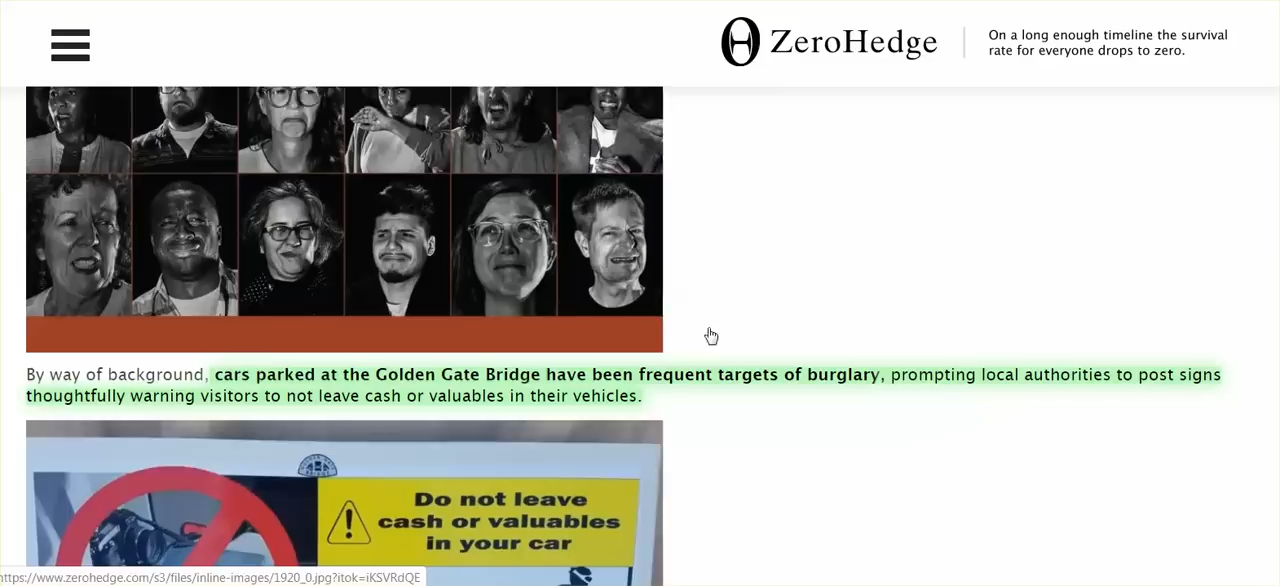 ZeroHedge
On a long enough timeline the survival
rate for everyone drops to zero.
By way of background, cars parked at the Golden Gate Bridge have been frequent targets of burglary, prompting local authorities to post signs
thoughtfully warning visitors to not leave cash or valuables in their vehicles.
Do not leave
cash or valuables
in your car
https://www.zerohedge.com/s3/files/inline-images/1920_0.jpg?itok=iKSVRdQE